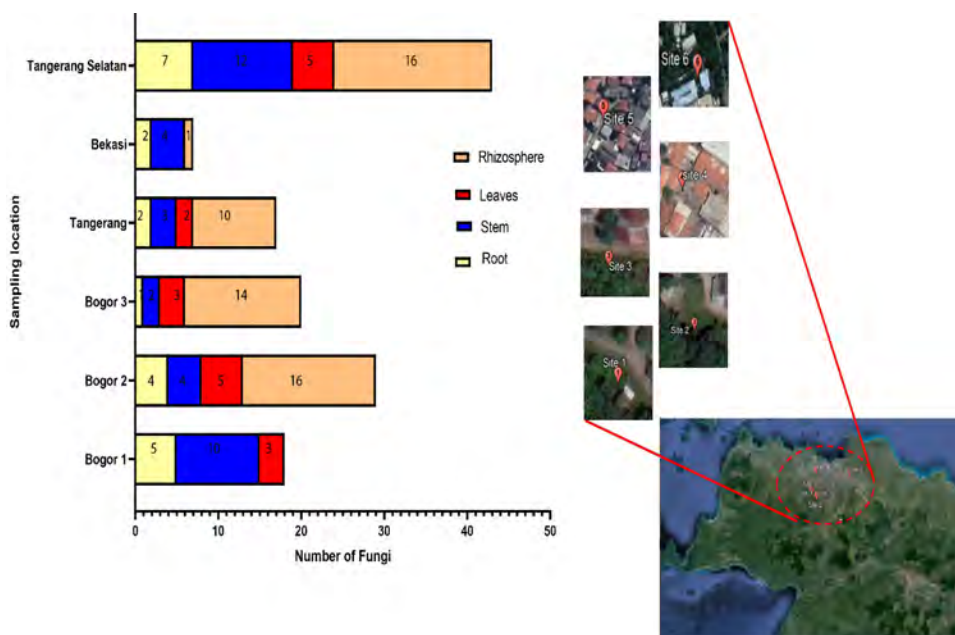 Sampling location
Tangerang Selatan 7 12 5 16
Bekasi 2 4 1
Tangerang 2 3 2 10
Bogor 3 1 2 3 14
Bogor 2 4 4 5 16
Bogor 1 5 10 3
0 10 20 30 40 50
Number of Fungi
Rhizosphere
Leaves
Stem
Root
Site 6
Site 5
Site 4
Site 3
Site 2
Site 1